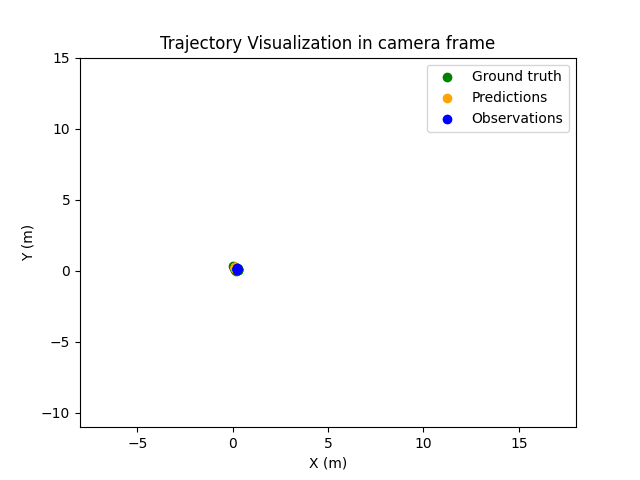 Trajectory Visualization in camera frame
Ground truth
Predictions
Observations
15
10
5
0
−5
−10
Y (m)
−5
0
5
10
15
X (m)